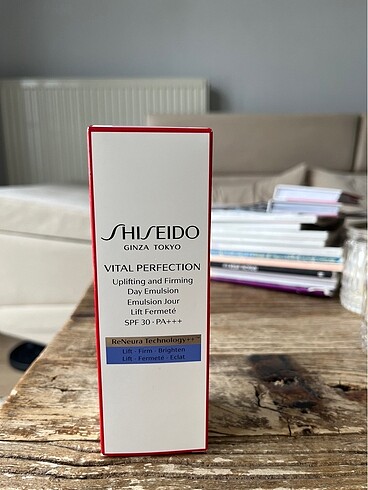 SHISEIDO
GINZA TOKYO
VITAL PERFECTION
Uplifting and Firming
Day Emulsion
Emulsion Jour
Lift Fermeté
SPF 30 · PA+++
ReNeura Technology++
Lift · Firm · Brighten
Lift · Fermeté · Eclat